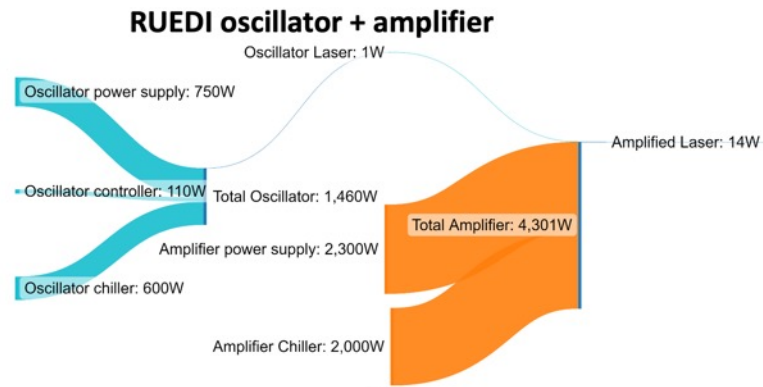 RUEDI oscillator + amplifier
Oscillator Laser: 1W
Oscillator power supply: 750W
Amplified Laser: 14W
Oscillator controller: 110W
Total Oscillator: 1,460W
Total Amplifier: 4,301W
Amplifier power supply: 2,300W
Oscillator chiller: 600W
Amplifier Chiller: 2,000W